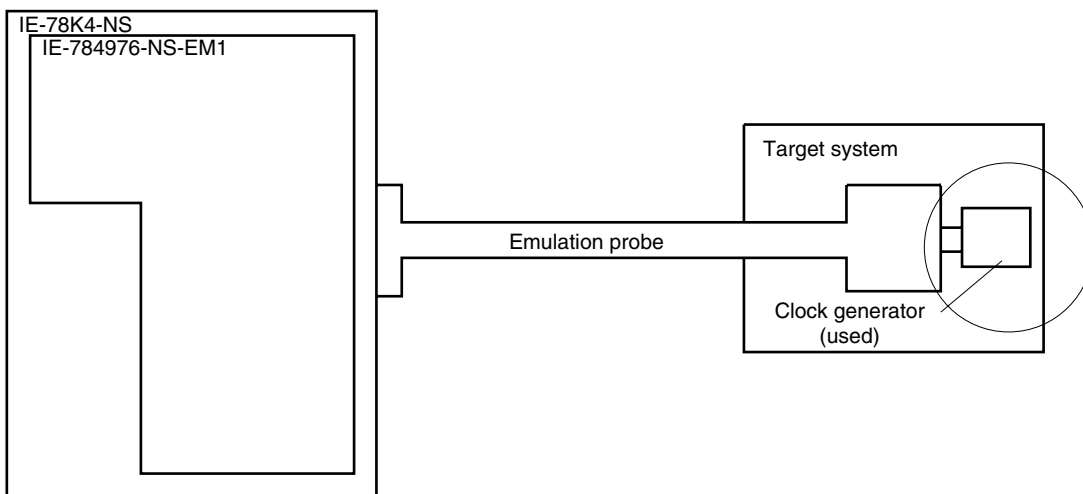 IE-78K4-NS
IE-784976-NS-EM1
Target system
Emulation probe
Clock generator
(used)